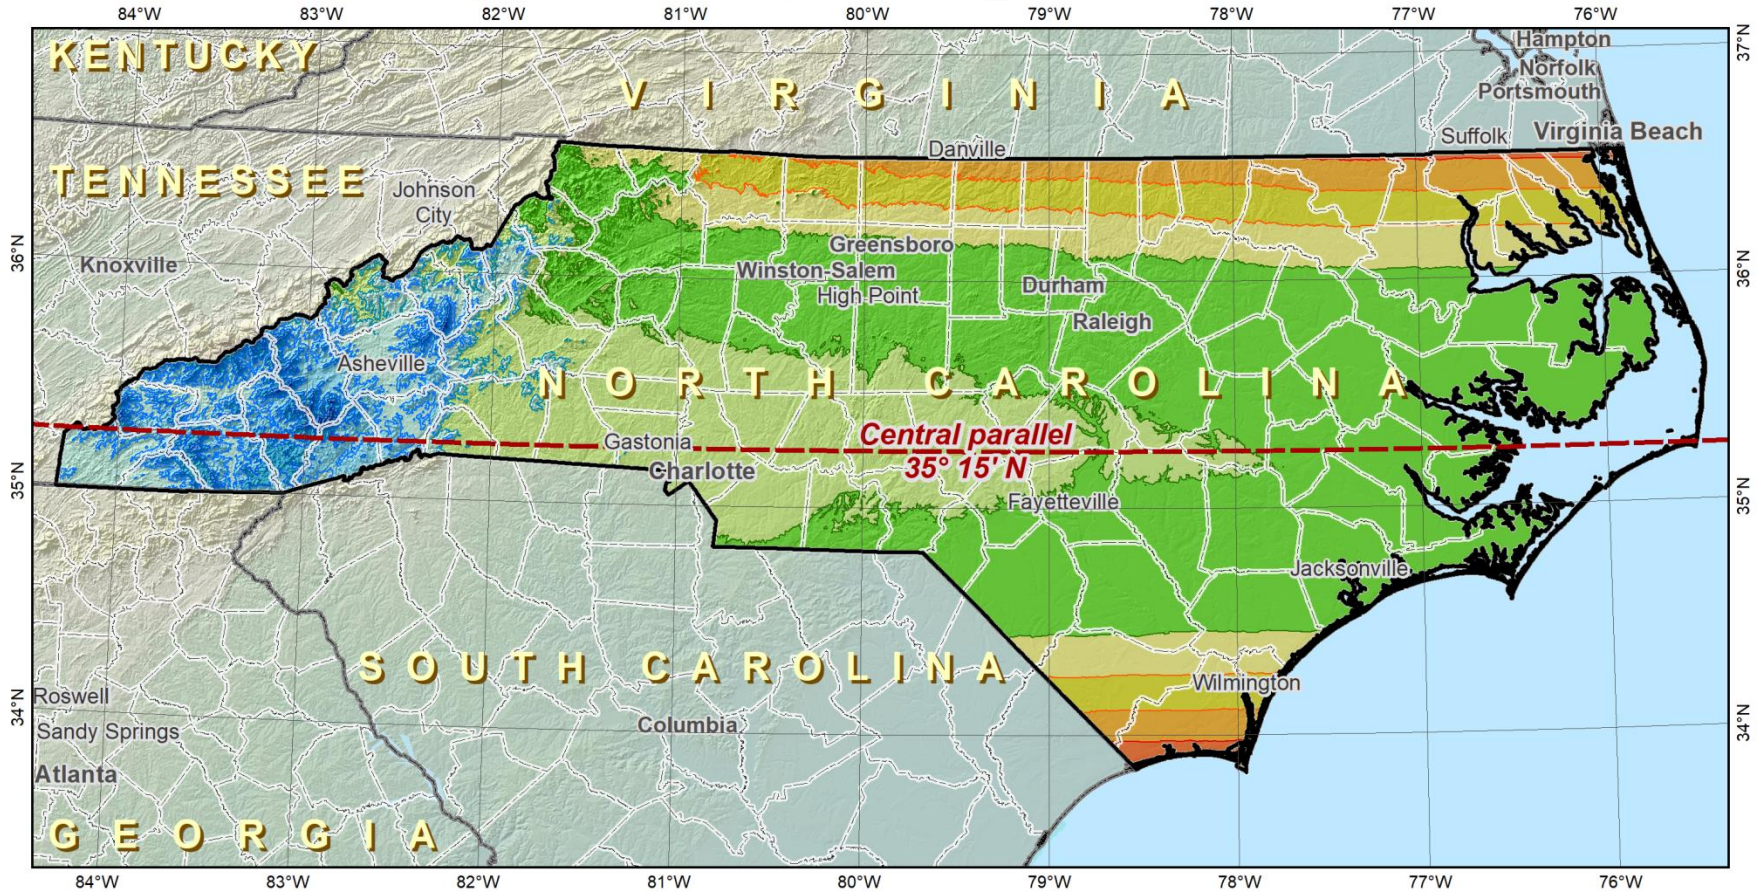 84°W 83°W 82°W 81°W 80°W 79°W 78°W 77°W 76°W
KENTUCKY
VIRGINIA
Hampton
Norfolk
Portsmouth
37°N
Danville
Suffolk
Virginia Beach
TENNESSEE
Johnson
City
36°N
Knoxville
Greensboro
Winston-Salem
High Point
Durham
Raleigh
36°N
Asheville
NORTH CAROLINA
Gastonia
Central parallel
35° 15' N
Charlotte
35°N
Fayetteville
35°N
Jacksonville
SOUTH CAROLINA
Wilmington
34°N
Roswell
Sandy Springs
Columbia
34°N
Atlanta
GEORGIA
84°W 83°W 82°W 81°W 80°W 79°W 78°W 77°W 76°W